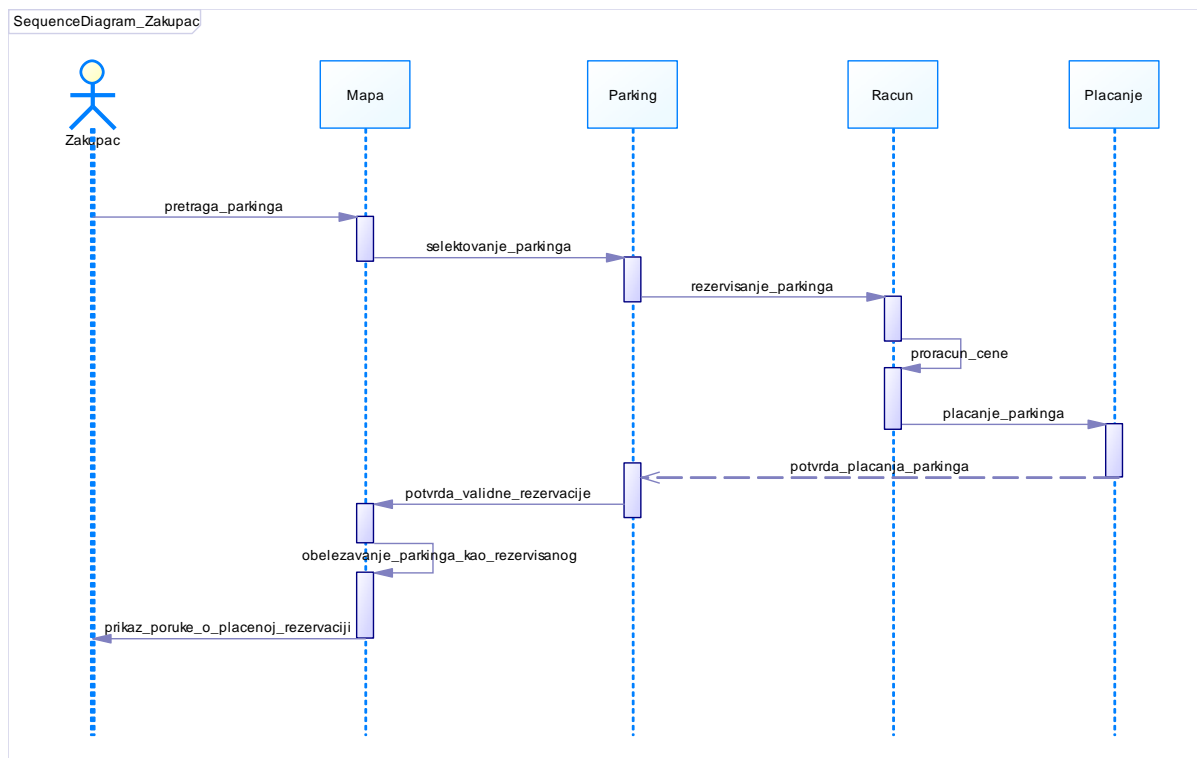 SequenceDiagram_Zakupac
Zakupac
Mapa
Parking
Racun
Placanje
pretraga_parkinga
selektovanje_parkinga
rezervisanje_parkinga
proracun_cene
placanje_parkinga
potvrda_placanja_parkinga
potvrda_validne_rezervacije
obelezavanje_parkinga_kao_rezervisanog
prikaz_poruke_o_placenoj_rezervaciji